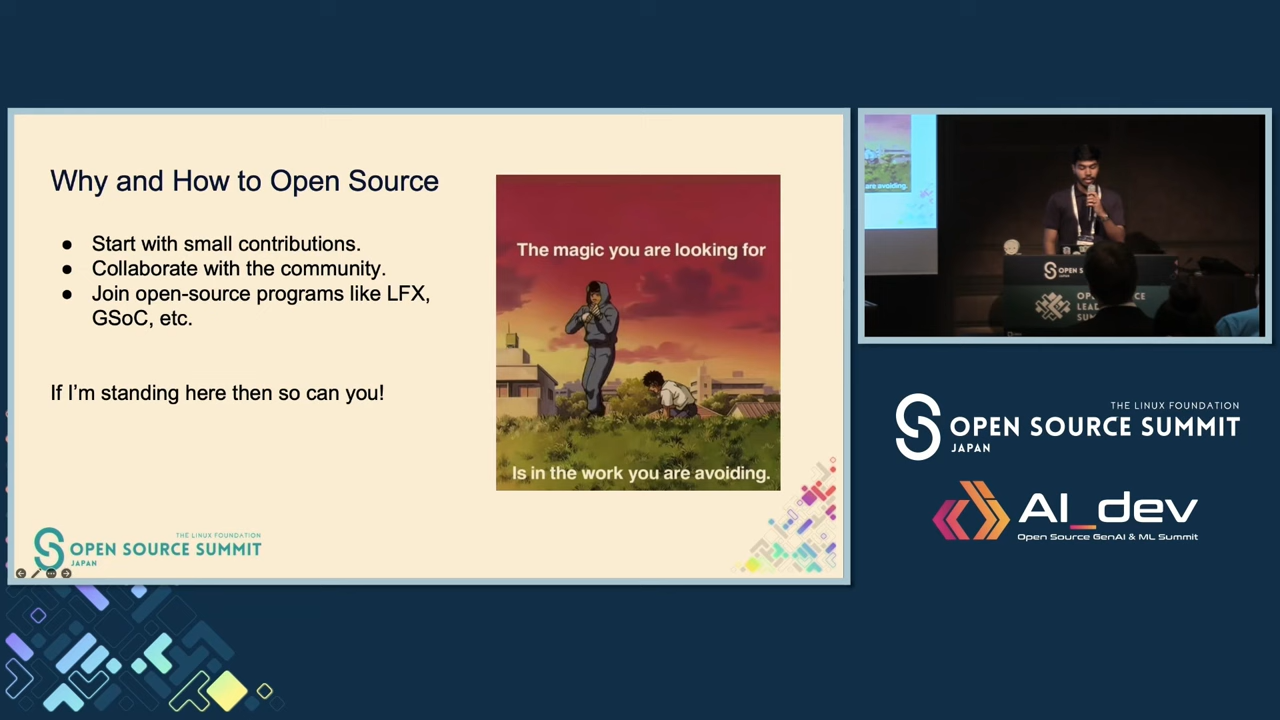 Why and How to Open Source
● Start with small contributions.
● Collaborate with the community.
● Join open-source programs like LFX,
GSoC, etc.
If I'm standing here then so can you!
The magic you are looking for
Is in the work you are avoiding.
THE LINUX FOUNDATION
OPEN SOURCE SUMMIT
JAPAN
are avoiding.
OPEN S
THE LINUX FOUNDATION
OPEN SOURCE SUMMIT
JAPAN
AI_dev
Open Source GenAI & ML Summit